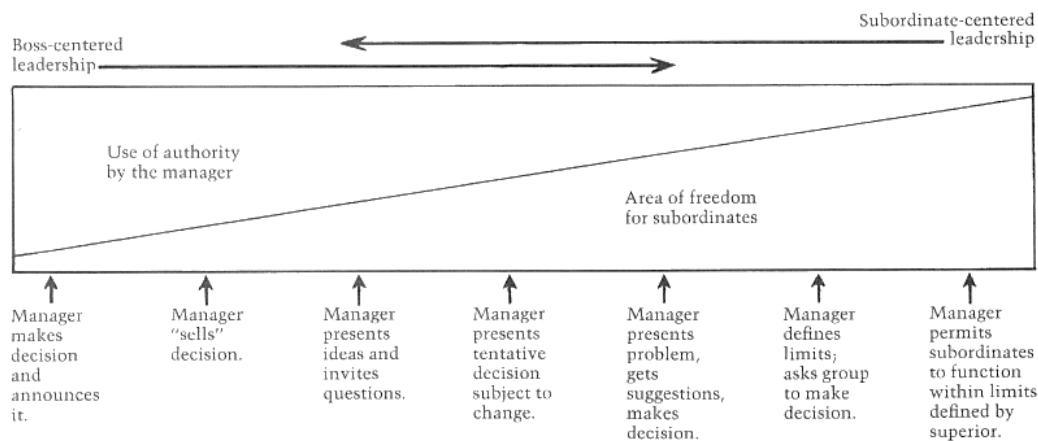 Subordinate-centered
leadership
Boss-centered
leadership
Use of authority
by the manager
Area of freedom
for subordinates
Manager
makes
decision
and
announces
it.
Manager
“sells”
decision.
Manager
presents
ideas and
invites
questions.
Manager
presents
tentative
decision
subject to
change.
Manager
presents
problem,
gets
suggestions,
makes
decision.
Manager
defines
limits;
asks group
to make
decision.
Manager
permits
subordinates
to function
within limits
defined by
superior.